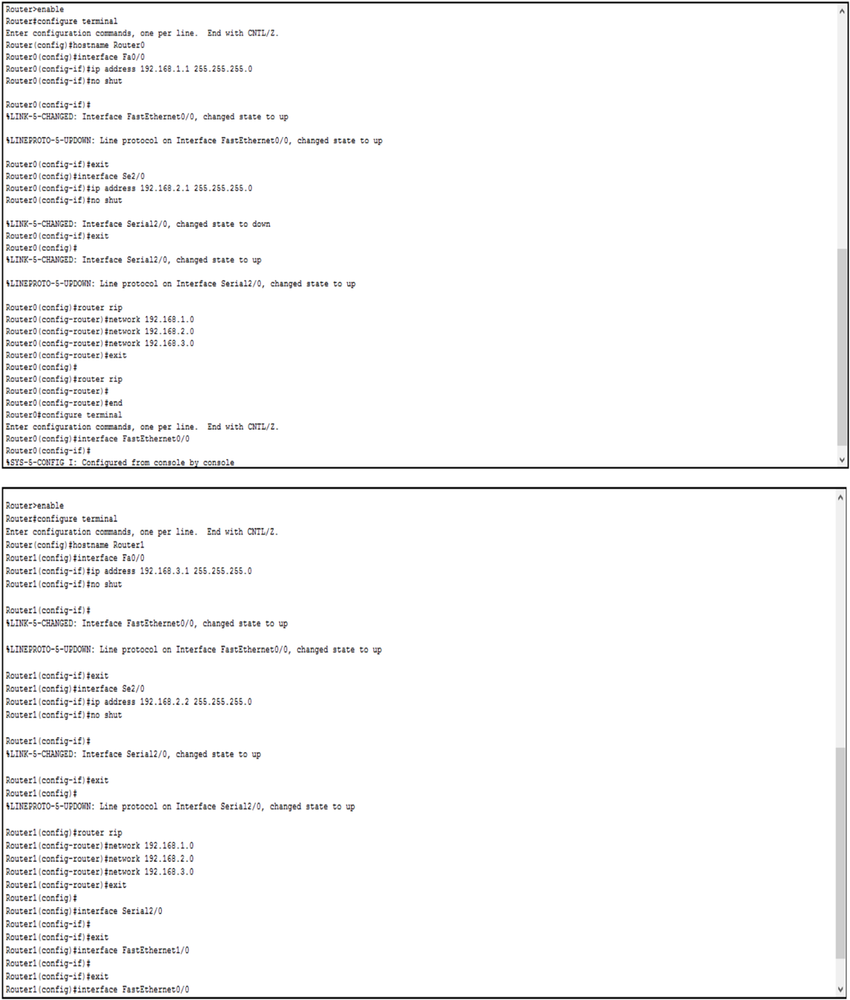 Router>enable
Router#configure terminal
Enter configuration commands, one per line.  End with CNTL/Z.
Router(config)#hostname Router0
Router0(config)#interface Fa0/0
Router0(config-if)#ip address 192.168.1.1 255.255.255.0
Router0(config-if)#no shut
Router0(config-if)#
%LINK-5-CHANGED: Interface FastEthernet0/0, changed state to up
%LINEPROTO-5-UPDOWN: Line protocol on Interface FastEthernet0/0, changed state to up
Router0(config-if)#exit
Router0(config)#interface Se2/0
Router0(config-if)#ip address 192.168.2.1 255.255.255.0
Router0(config-if)#no shut
%LINK-5-CHANGED: Interface Serial2/0, changed state to down
Router0(config-if)#exit
Router0(config)#
%LINK-5-CHANGED: Interface Serial2/0, changed state to up
%LINEPROTO-5-UPDOWN: Line protocol on Interface Serial2/0, changed state to up
Router0(config)#router rip
Router0(config-router)#network 192.168.1.0
Router0(config-router)#network 192.168.2.0
Router0(config-router)#network 192.168.3.0
Router0(config-router)#exit
Router0(config)#
Router0(config)#router rip
Router0(config-router)#
Router0(config-router)#end
Router0#configure terminal
Enter configuration commands, one per line.  End with CNTL/Z.
Router0(config)#interface FastEthernet0/0
Router0(config-if)#
%SYS-5-CONFIG I: Configured from console by console
Router>enable
Router#configure terminal
Enter configuration commands, one per line.  End with CNTL/Z.
Router(config)#hostname Router1
Router1(config)#interface Fa0/0
Router1(config-if)#ip address 192.168.3.1 255.255.255.0
Router1(config-if)#no shut
Router1(config-if)#
%LINK-5-CHANGED: Interface FastEthernet0/0, changed state to up
%LINEPROTO-5-UPDOWN: Line protocol on Interface FastEthernet0/0, changed state to up
Router1(config-if)#exit
Router1(config)#interface Se2/0
Router1(config-if)#ip address 192.168.2.2 255.255.255.0
Router1(config-if)#no shut
Router1(config-if)#
%LINK-5-CHANGED: Interface Serial2/0, changed state to up
Router1(config-if)#exit
Router1(config)#
%LINEPROTO-5-UPDOWN: Line protocol on Interface Serial2/0, changed state to up
Router1(config)#router rip
Router1(config-router)#network 192.168.1.0
Router1(config-router)#network 192.168.2.0
Router1(config-router)#network 192.168.3.0
Router1(config-router)#exit
Router1(config)#
Router1(config)#interface Serial2/0
Router1(config-if)#
Router1(config-if)#exit
Router1(config)#interface FastEthernet1/0
Router1(config-if)#
Router1(config-if)#exit
Router1(config)#interface FastEthernet0/0